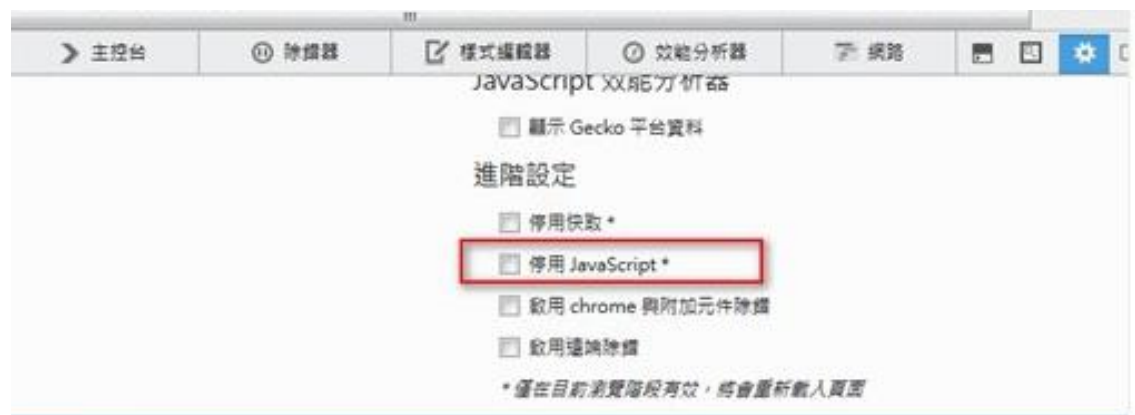 主控台 除錯器 樣式編輯器 效能分析器 網路
JavaScript 效能分析器
顯示 Gecko 平台資料
進階設定
停用快取 *
停用 JavaScript *
啟用 chrome 與附加元件除錯
啟用遠端除錯
* 僅在目前瀏覽階段有效，將會重新載入頁面